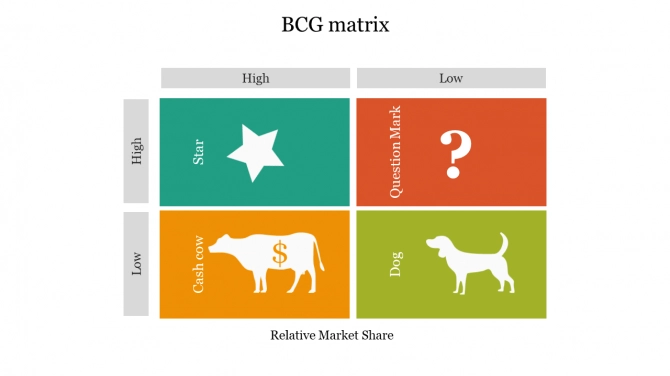 BCG matrix
High
Low
High
Star
Question Mark
?
Low
Cash cow
$
Dog
Relative Market Share